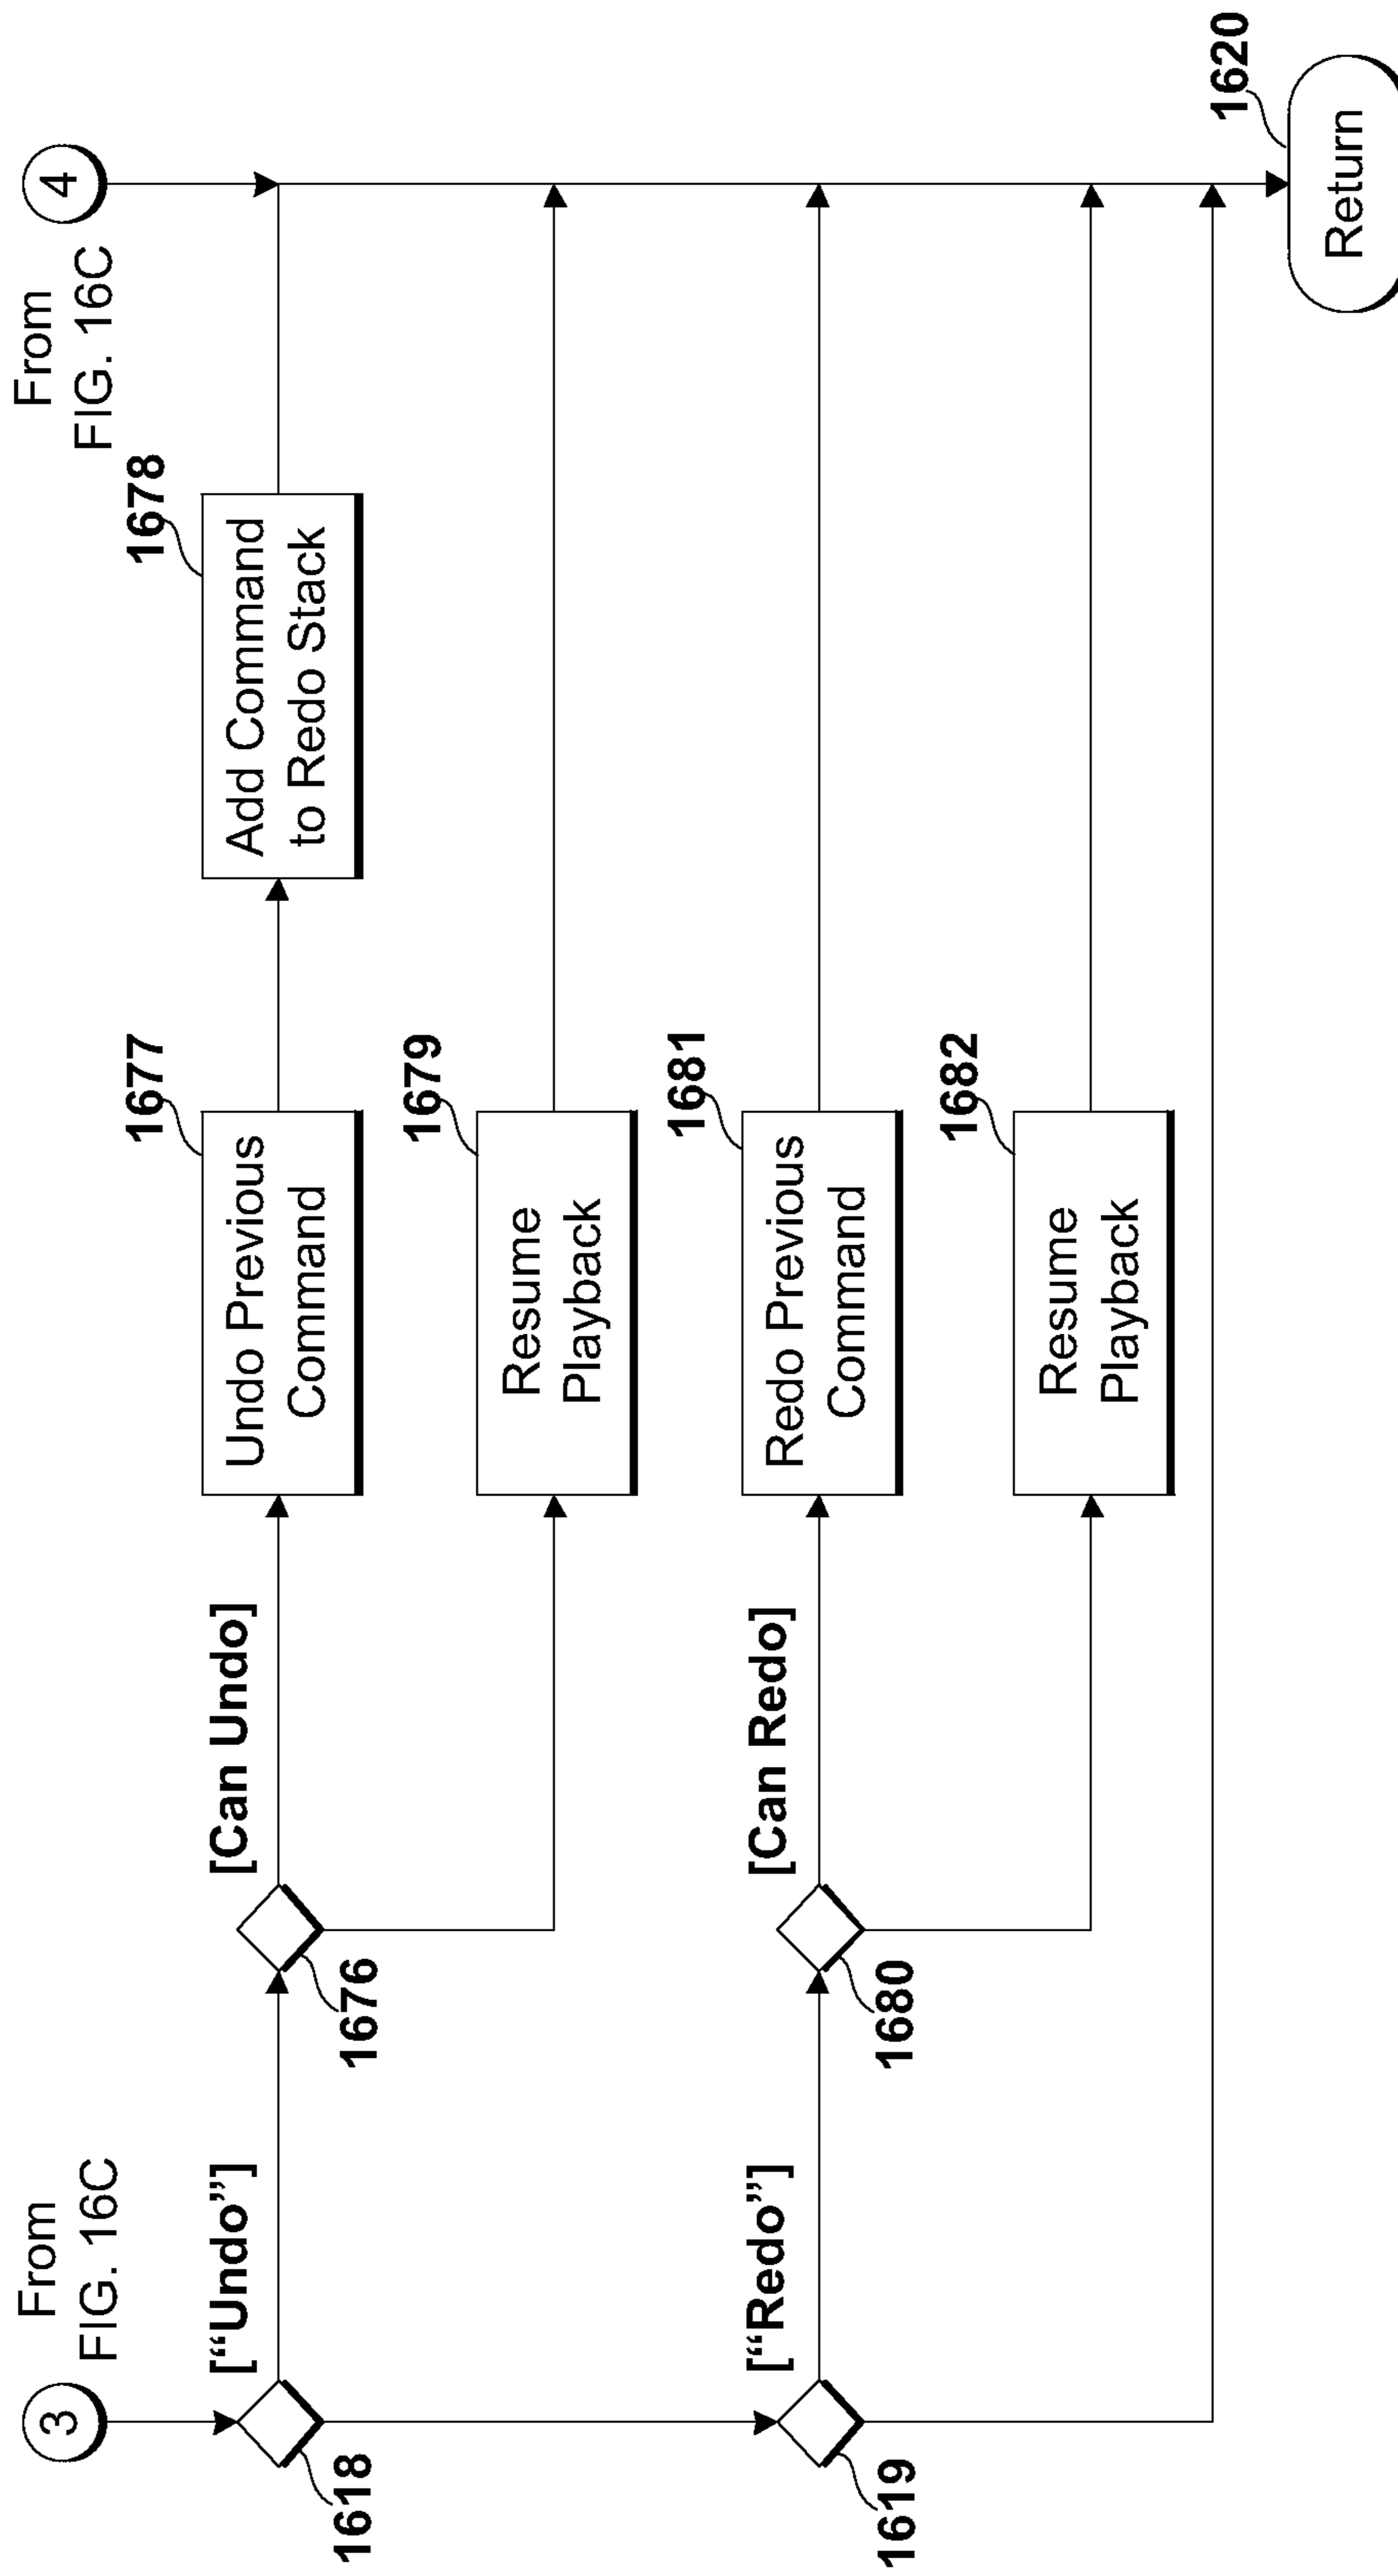 3
From
FIG. 16C
From
FIG. 16C
4
["Undo"]
[Can Undo]
1618
1676
1677
Undo Previous
Command
1678
Add Command
to Redo Stack
1679
Resume
Playback
["Redo"]
[Can Redo]
1619
1680
1681
Redo Previous
Command
1682
Resume
Playback
1620
Return